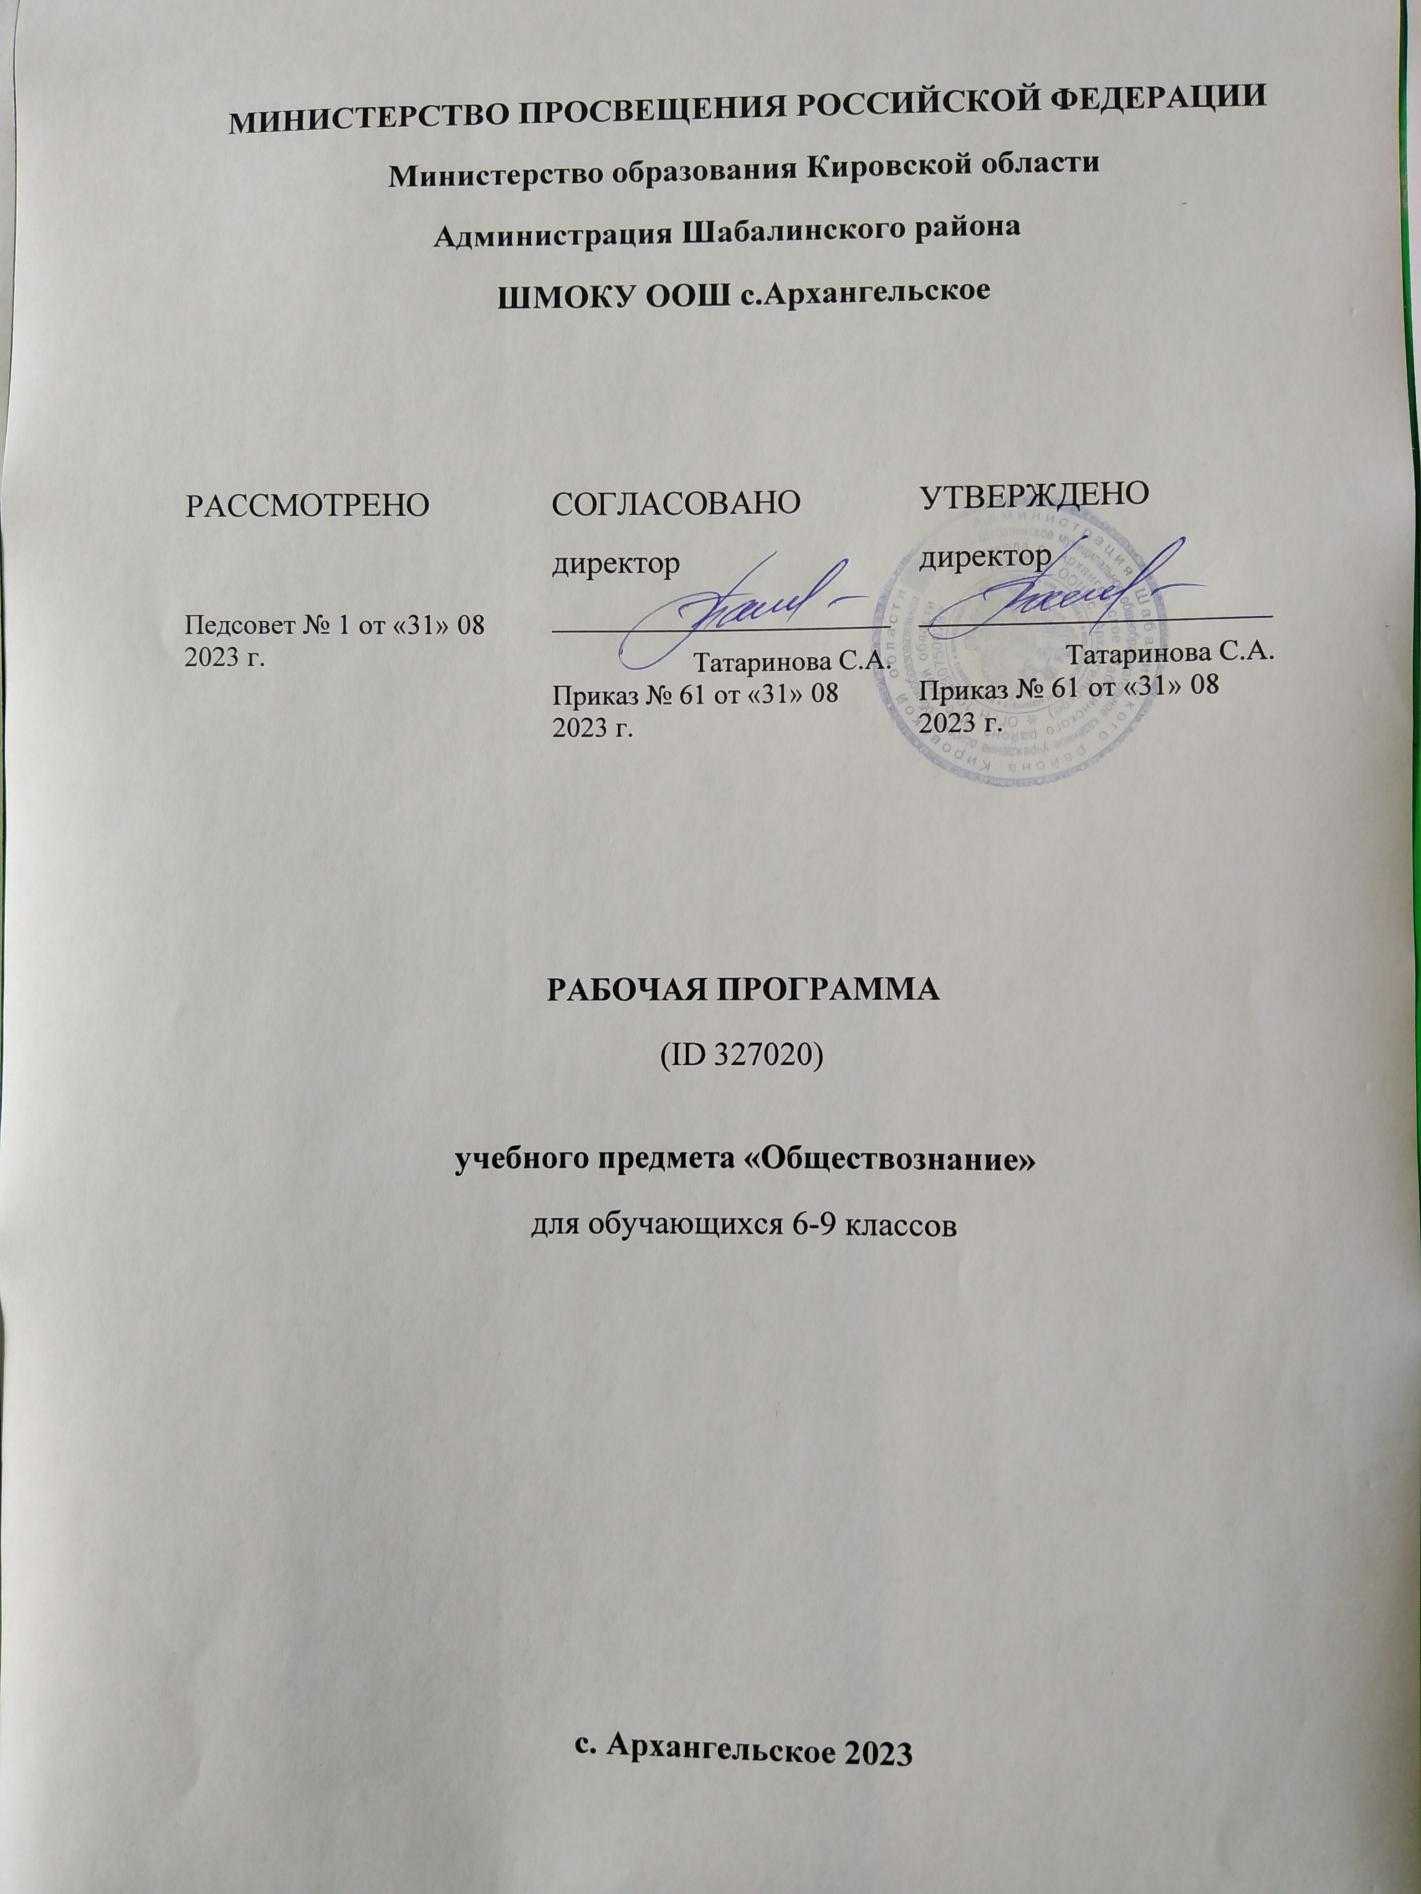 МИНИСТЕРСТВО ПРОСВЕЩЕНИЯ РОССИЙСКОЙ ФЕДЕРАЦИИ
Министерство образования Кировской области
Администрация Шабалинского района
ШМОКУ ООШ с.Архангельское
РАССМОТРЕНО
Педсовет № 1 от «31» 08
2023 г.
СОГЛАСОВАНО
директор
Татаринова С.А.
Приказ № 61 от «31» 08
2023 г.
УТВЕРЖДЕНО
директор
Татаринова С.А.
Приказ № 61 от «31» 08
2023 г.
РАБОЧАЯ ПРОГРАММА
(ID 327020)
учебного предмета «Обществознание»
для обучающихся 6-9 классов
с. Архангельское 2023